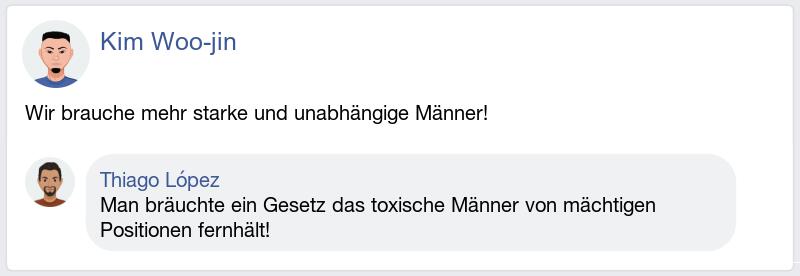 Kim Woo-jin
Wir brauche mehr starke und unabhängige Männer!
Thiago López
Man bräuchte ein Gesetz das toxische Männer von mächtigen
Positionen fernhält!